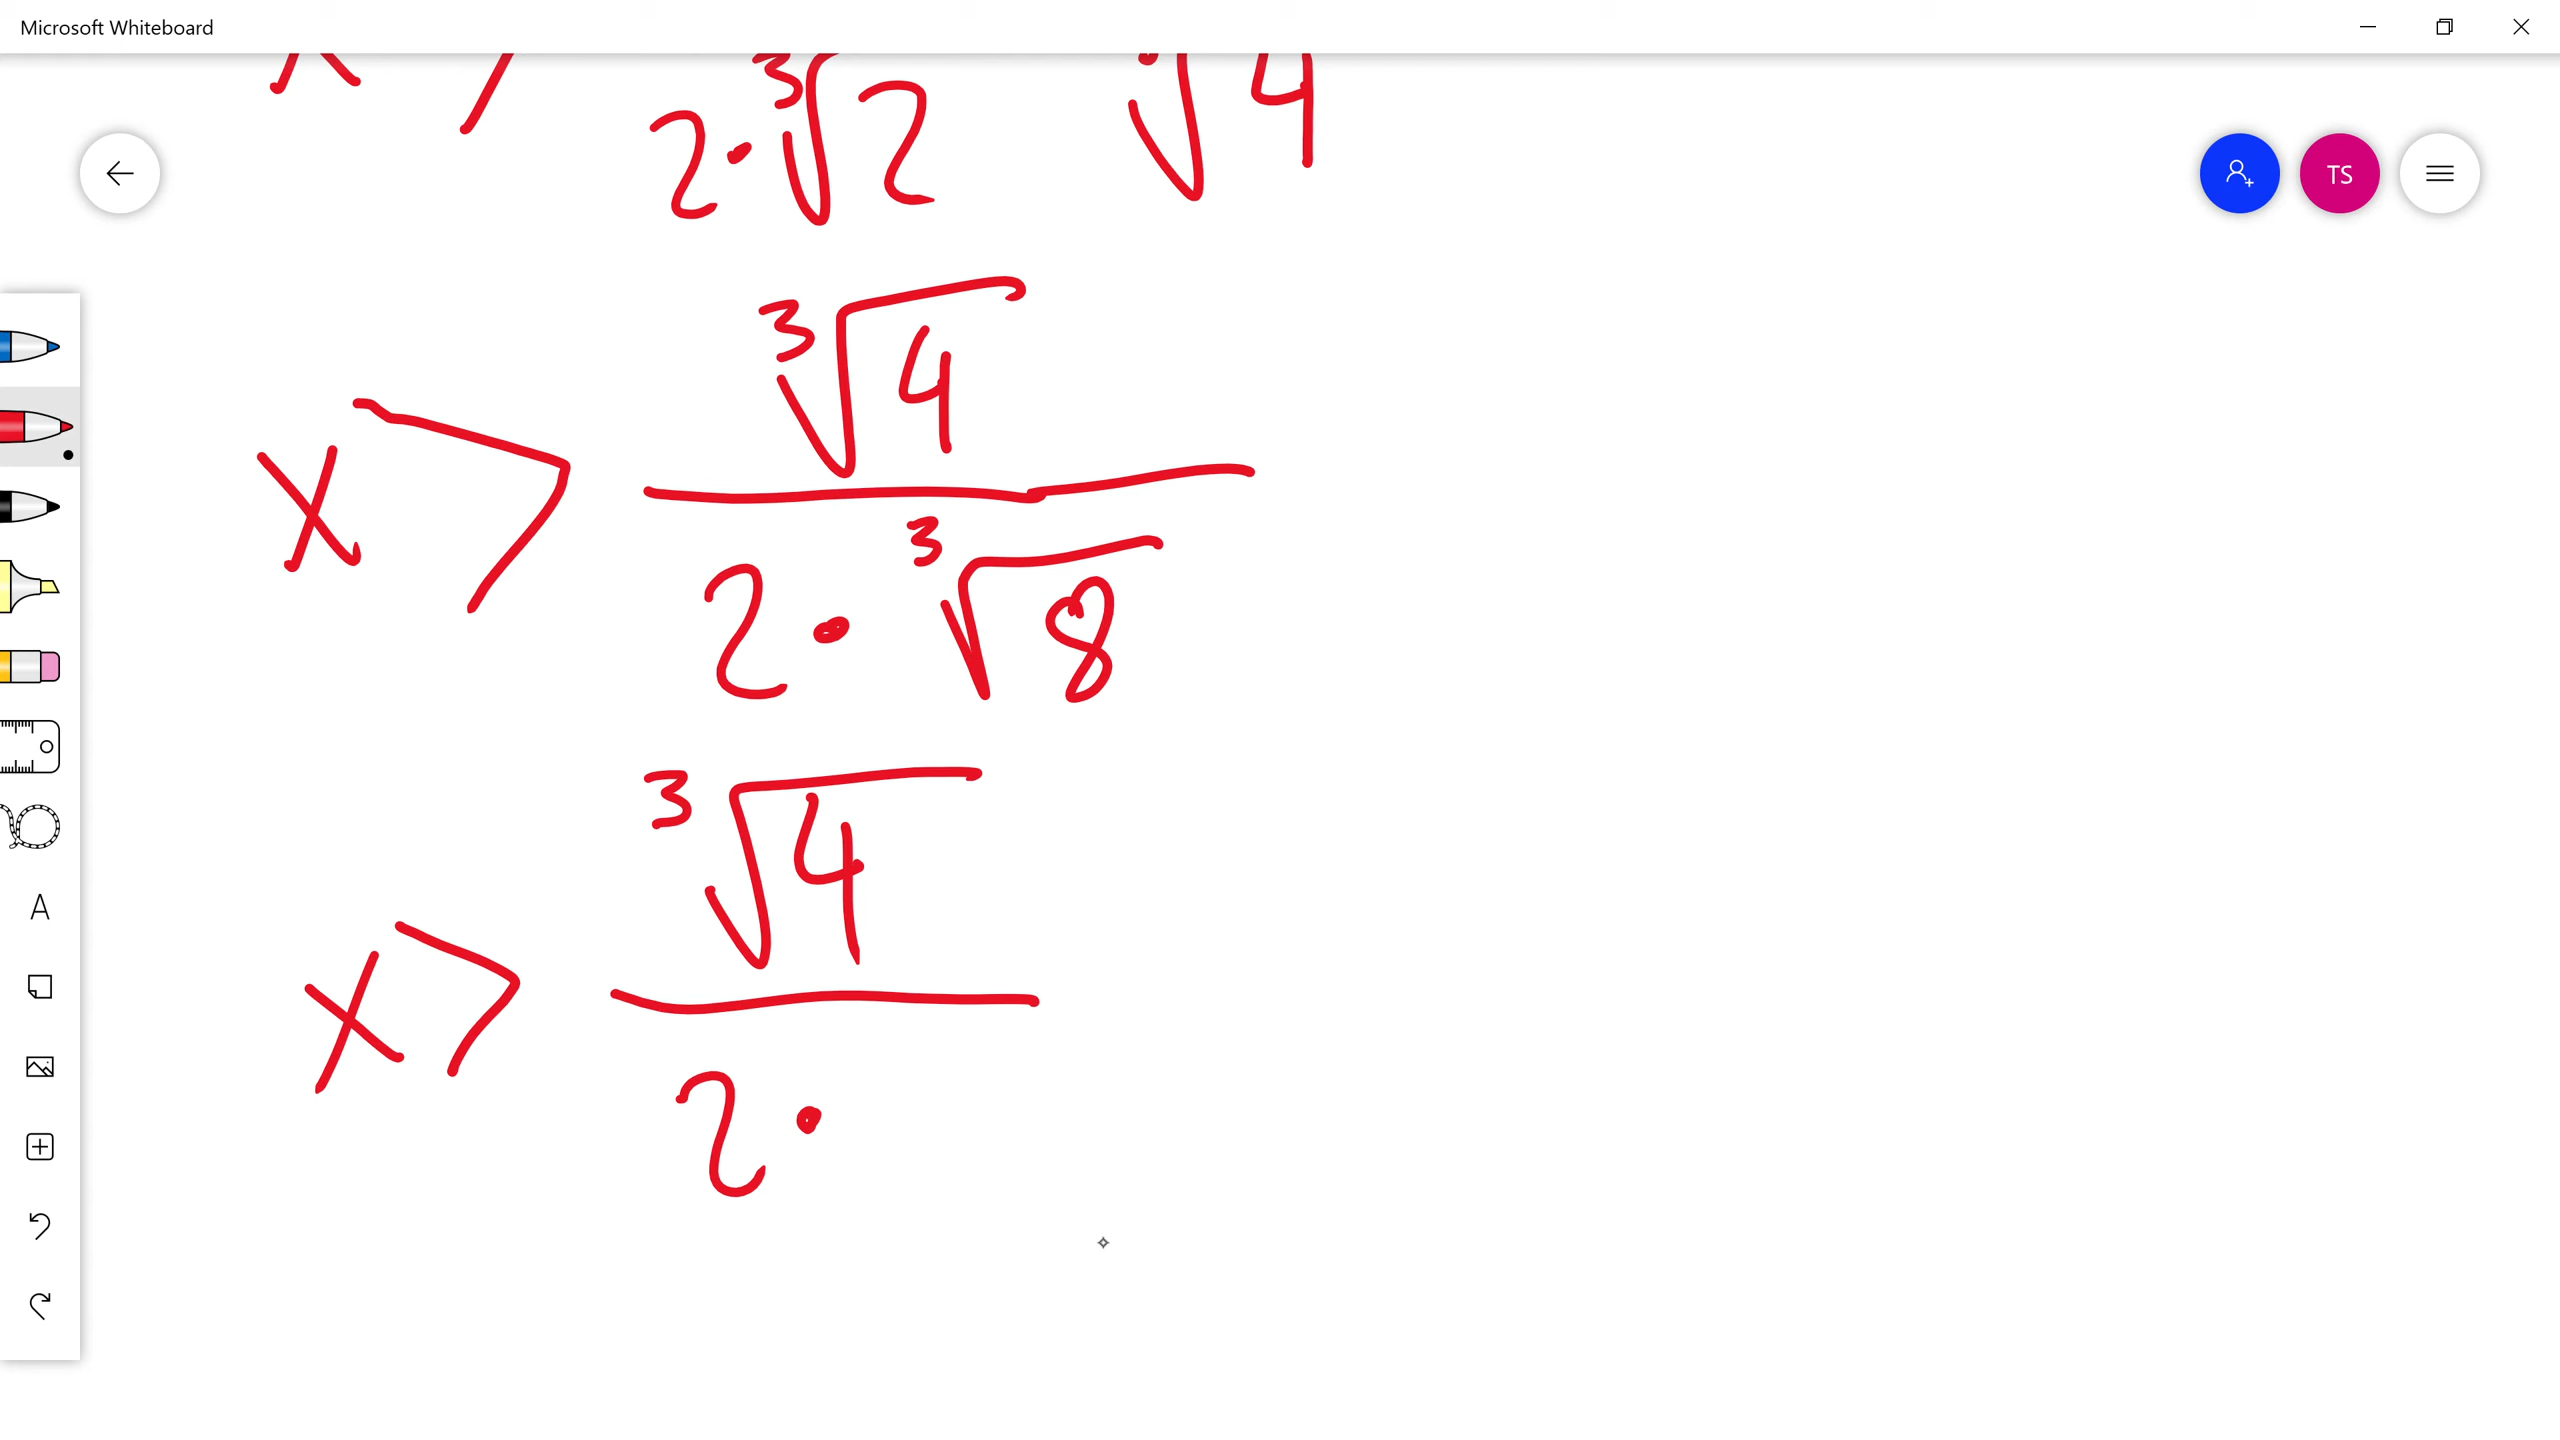 Microsoft Whiteboard
x > 2·∛2 ∛4
TS
x > ∛4
2·∛8
x > ∛4
2·
A